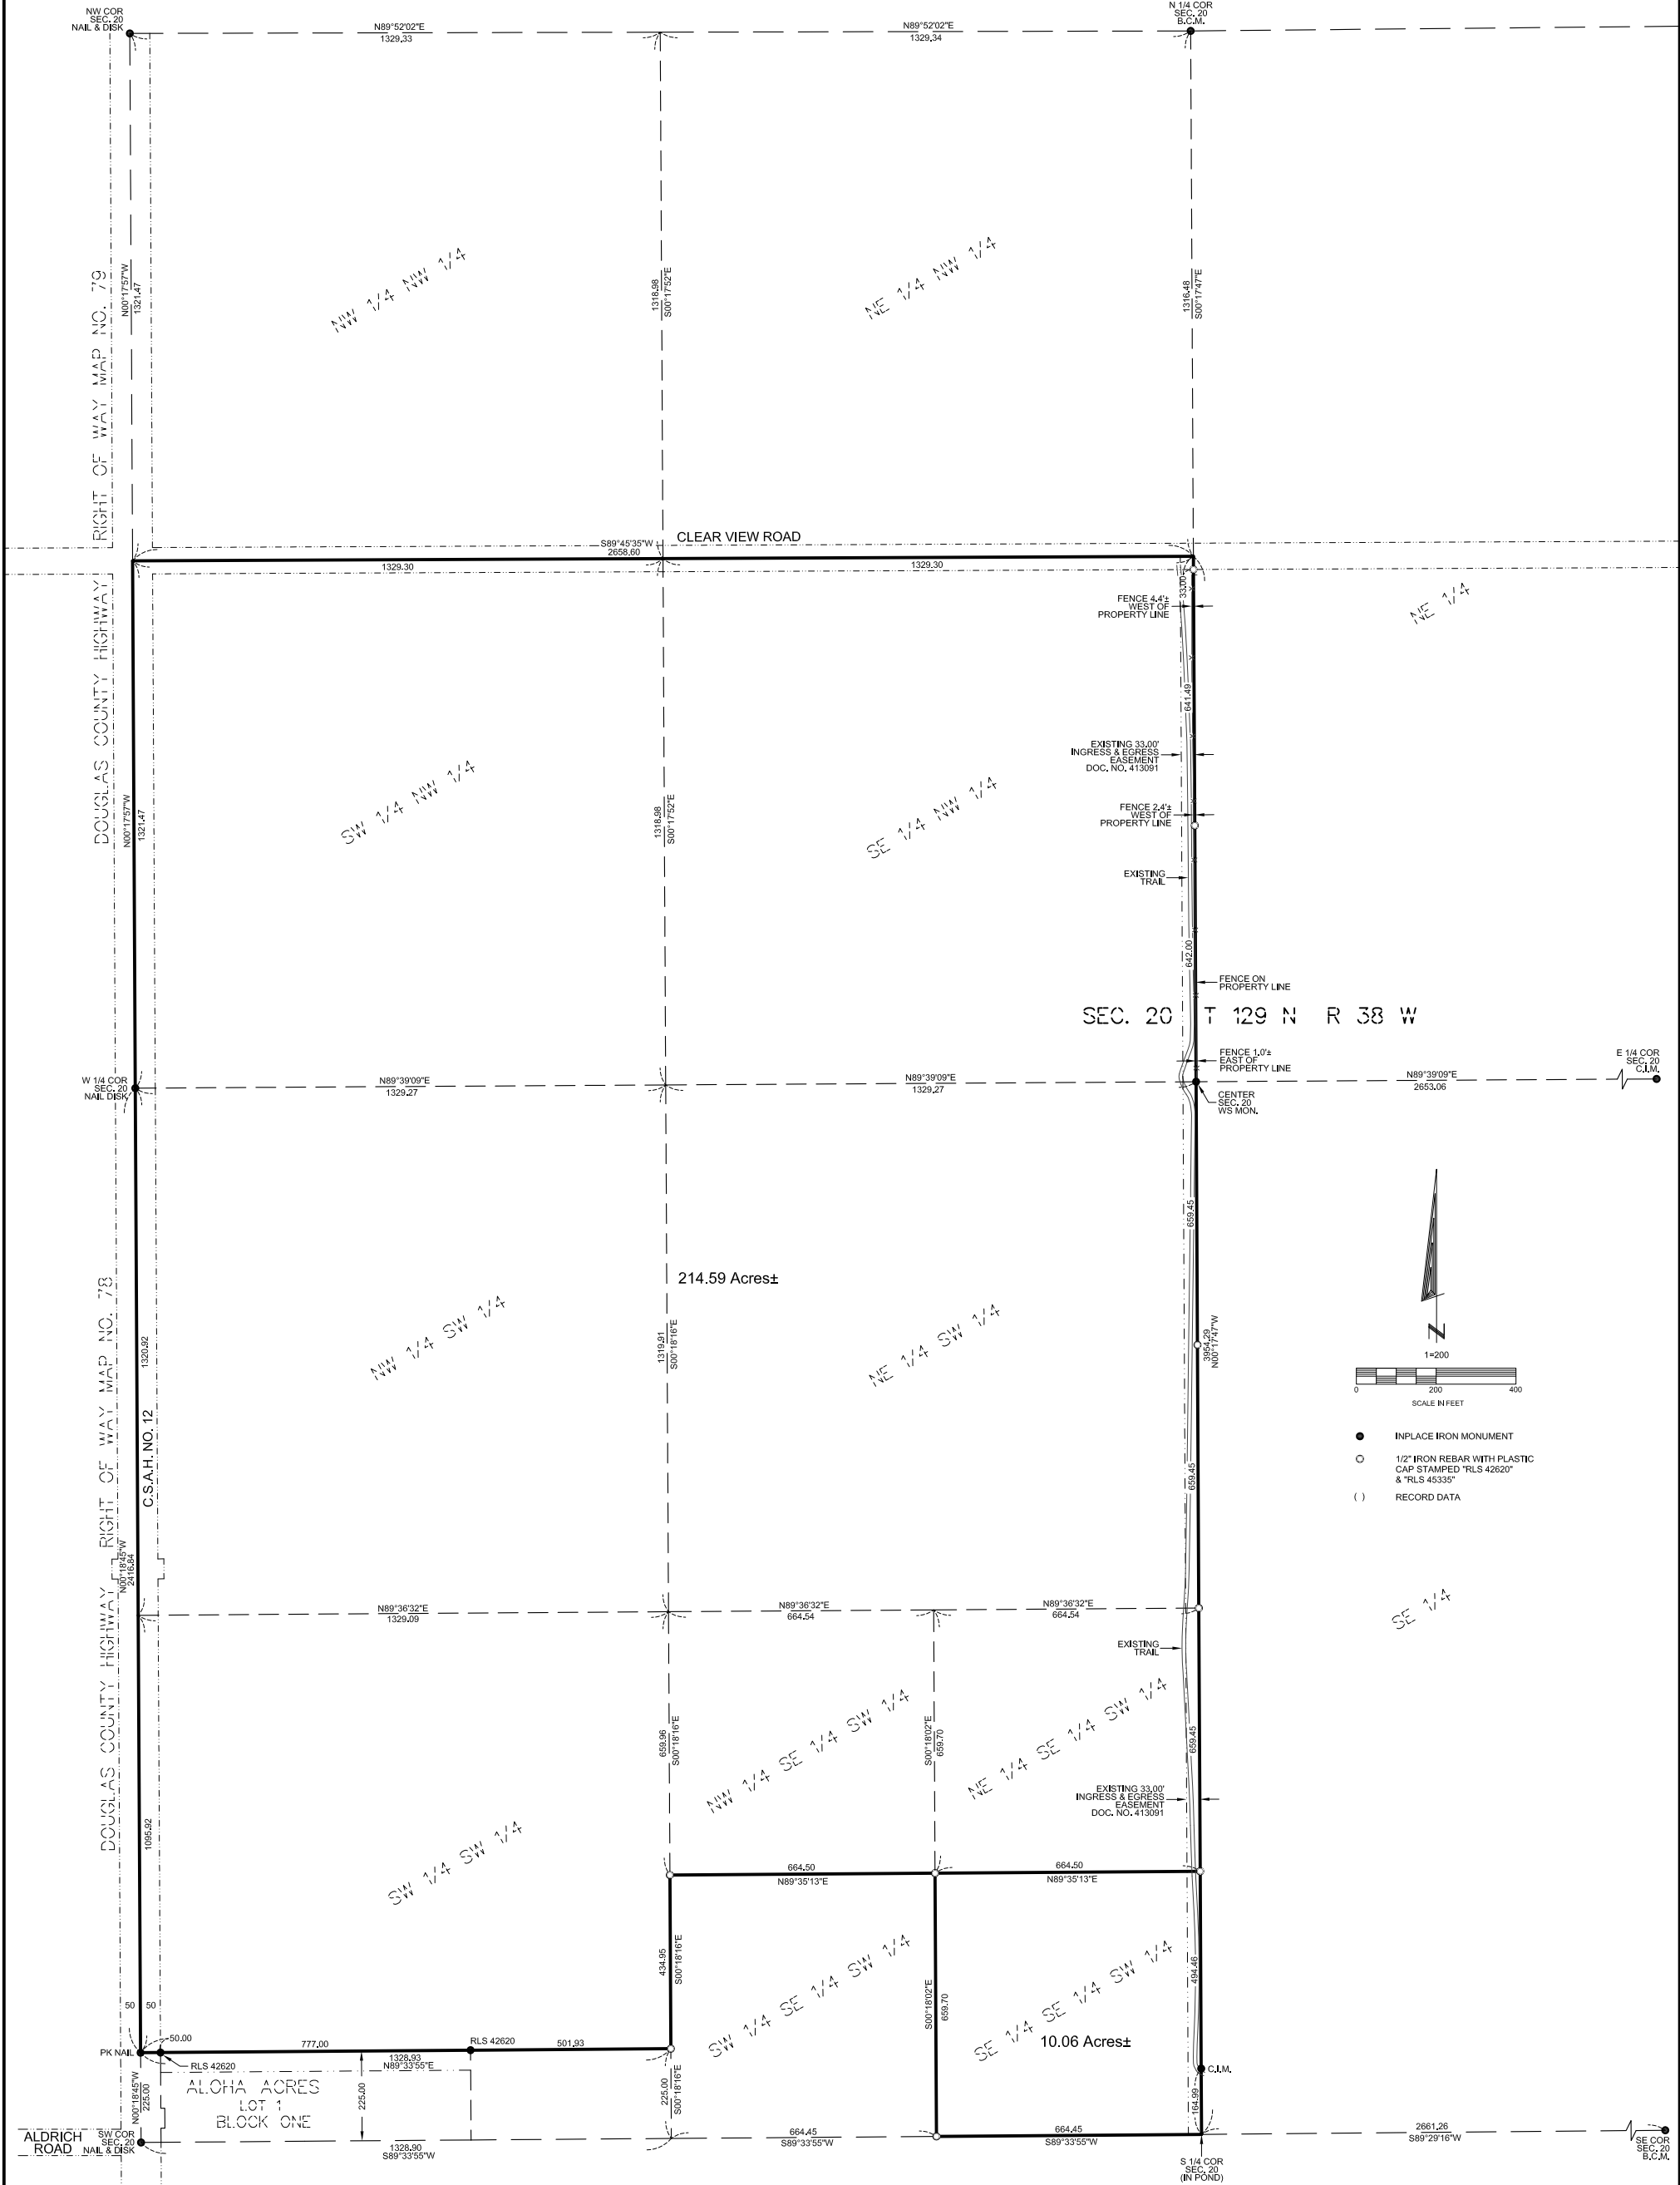 NW COR
SEC. 20
NAIL & DISK
N89°52'02"E
1329.33
N89°52'02"E
1329.34
N 1/4 COR
SEC. 20
B.C.M.
N00°17'57"W
1321.47
NW 1/4 NW 1/4
1318.98
S00°17'52"E
NE 1/4 NW 1/4
1316.48
S00°17'47"E
DOUGLAS COUNTY HIGHWAY RIGHT OF WAY MAP NO. 79
S89°45'35"W
2658.60
CLEAR VIEW ROAD
1329.30
1329.30
33.00
FENCE 4.4'±
WEST OF
PROPERTY LINE
NE 1/4
641.49
EXISTING 33.00'
INGRESS & EGRESS
EASEMENT
DOC. NO. 413091
N00°17'57"W
1321.47
SW 1/4 NW 1/4
1318.98
S00°17'52"E
SE 1/4 NW 1/4
FENCE 2.4'±
WEST OF
PROPERTY LINE
EXISTING
TRAIL
642.00
FENCE ON
PROPERTY LINE
SEC. 20 T 129 N R 38 W
FENCE 1.0'±
EAST OF
PROPERTY LINE
W 1/4 COR
SEC. 20
NAIL DISK
N89°39'09"E
1329.27
N89°39'09"E
1329.27
CENTER
SEC. 20
WS MON.
N89°39'09"E
2653.06
E 1/4 COR
SEC. 20
C.I.M.
659.45
214.59 Acres±
DOUGLAS COUNTY HIGHWAY RIGHT OF WAY MAP NO. 78
1320.92
C.S.A.H. NO. 12
NW 1/4 SW 1/4
1319.91
S00°18'16"E
NE 1/4 SW 1/4
3954.29
N00°17'47"W
659.45
N
1=200
0
200
400
SCALE IN FEET
INPLACE IRON MONUMENT
1/2" IRON REBAR WITH PLASTIC
CAP STAMPED "RLS 42620"
& "RLS 45335"
( ) RECORD DATA
N00°18'45"W
2416.84
N89°36'32"E
1329.09
N89°36'32"E
664.54
N89°36'32"E
664.54
SE 1/4
EXISTING
TRAIL
659.96
S00°18'16"E
NW 1/4 SE 1/4 SW 1/4
S00°18'02"E
659.70
NE 1/4 SE 1/4 SW 1/4
659.45
EXISTING 33.00'
INGRESS & EGRESS
EASEMENT
DOC. NO. 413091
1095.92
SW 1/4 SW 1/4
664.50
N89°35'13"E
664.50
N89°35'13"E
434.95
S00°18'16"E
SW 1/4 SE 1/4 SW 1/4
S00°18'02"E
659.70
SE 1/4 SE 1/4 SW 1/4
10.06 Acres±
494.46
50
50
PK NAIL
50.00
RLS 42620
777.00
RLS 42620
501.93
1328.93
N89°33'55"E
N00°18'45"W
225.00
ALOHA ACRES
LOT 1
BLOCK ONE
225.00
225.00
S00°18'16"E
C.I.M.
164.99
ALDRICH
ROAD
SW COR
SEC. 20
NAIL & DISK
1328.90
S89°33'55"W
664.45
S89°33'55"W
664.45
S89°33'55"W
2661.26
S89°29'16"W
S 1/4 COR
SEC. 20
(IN POND)
SE COR
SEC. 20
B.C.M.